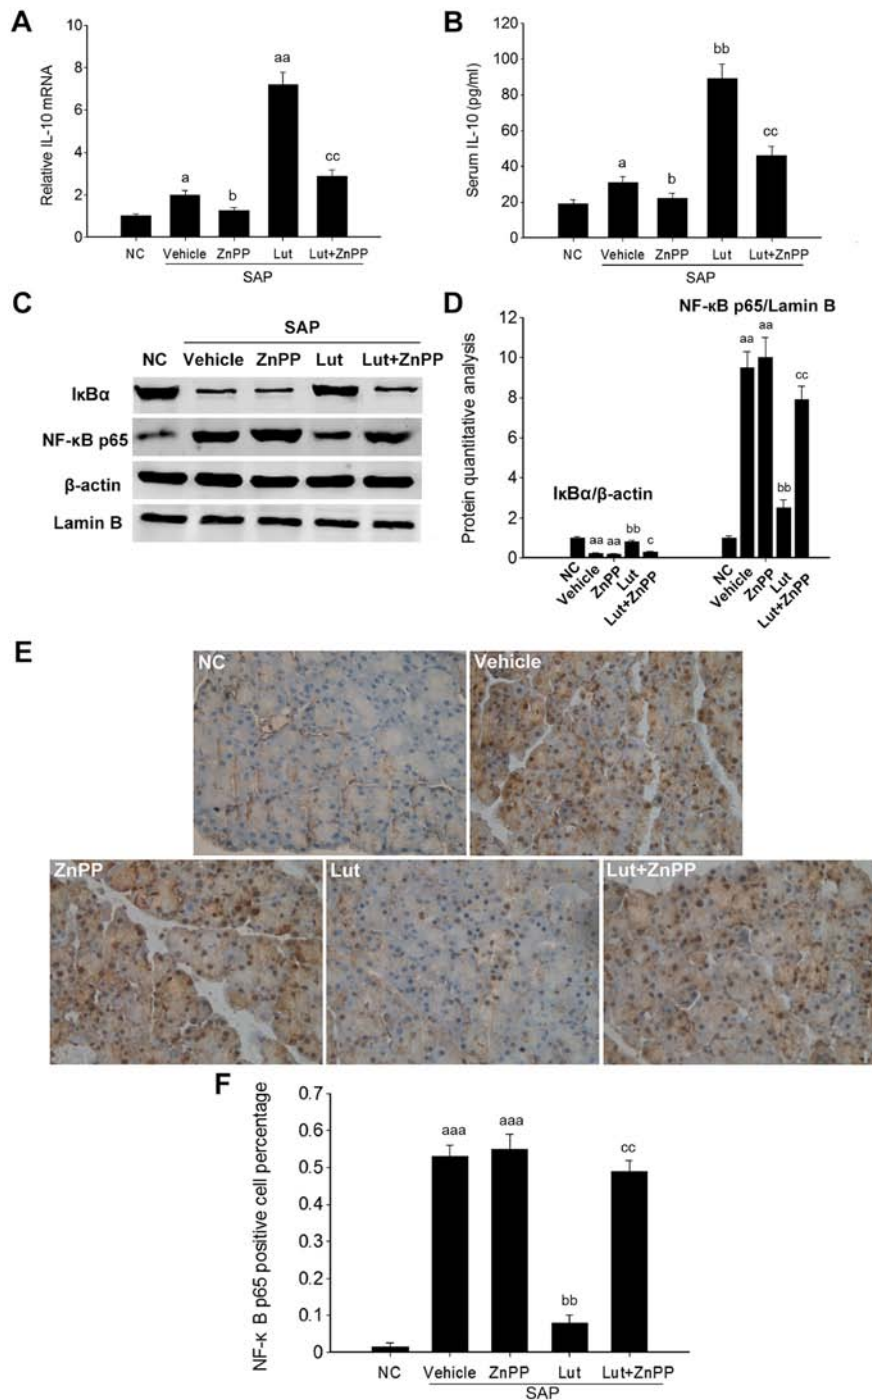 A
Relative IL-10 mRNA
8
6
4
2
0
aa
a
b
cc
NC Vehicle ZnPP Lut Lut+ZnPP
SAP
B
Serum IL-10 (pg/ml)
120
100
80
60
40
20
0
bb
a
b
cc
NC Vehicle ZnPP Lut Lut+ZnPP
SAP
C
SAP
NC Vehicle ZnPP Lut Lut+ZnPP
IκBα
NF-κB p65
β-actin
Lamin B
D
NF-κB p65/Lamin B
Protein quantitative analysis
12
10
8
6
4
2
0
IκBα/β-actin
aa aa bb c
aa aa bb cc
NC Vehicle ZnPP Lut Lut+ZnPP
NC Vehicle ZnPP Lut Lut+ZnPP
E
NC
Vehicle
ZnPP
Lut
Lut+ZnPP
F
NF-κ B p65 positive cell percentage
0.7
0.6
0.5
0.4
0.3
0.2
0.1
0
aaa
aaa
bb
cc
NC Vehicle ZnPP Lut Lut+ZnPP
SAP